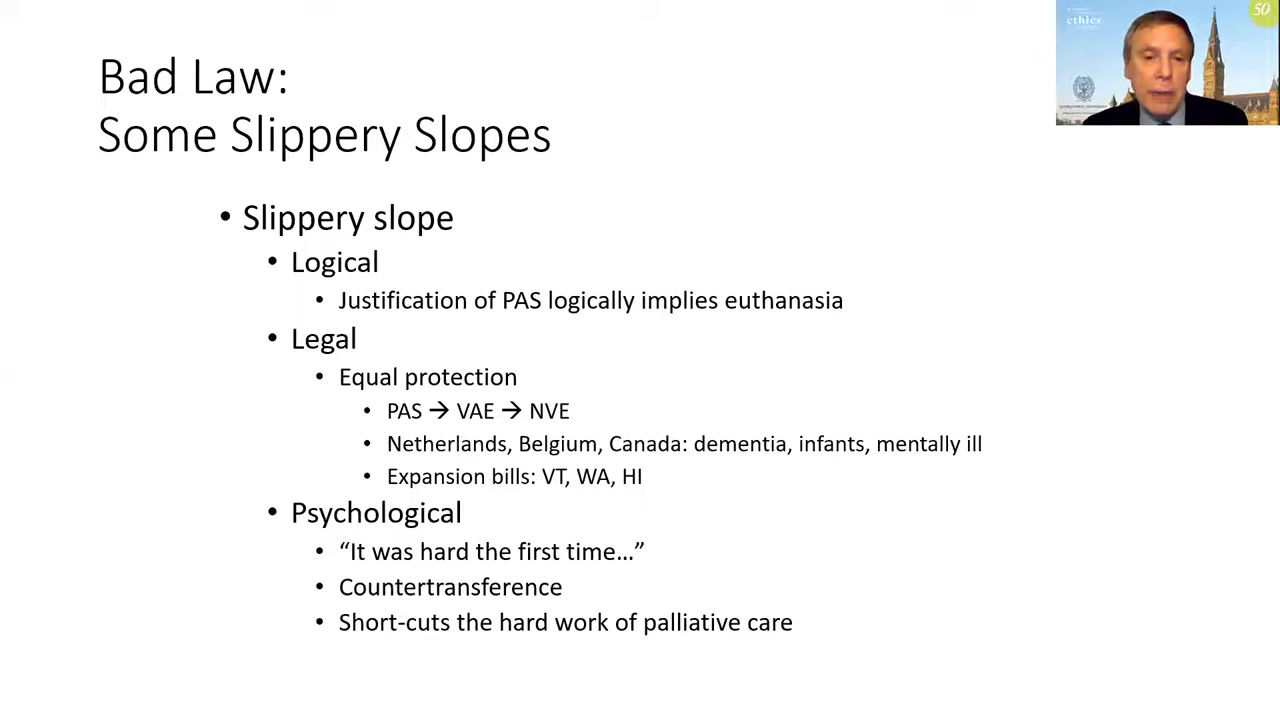 Bad Law:
Some Slippery Slopes
• Slippery slope
• Logical
• Justification of PAS logically implies euthanasia
• Legal
• Equal protection
• PAS → VAE → NVE
• Netherlands, Belgium, Canada: dementia, infants, mentally ill
• Expansion bills: VT, WA, HI
• Psychological
• “It was hard the first time…”
• Countertransference
• Short-cuts the hard work of palliative care
ethics
50